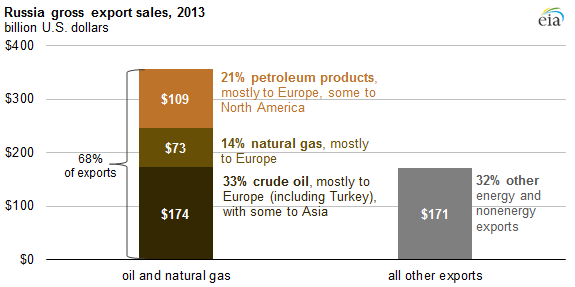 Russia gross export sales, 2013
billion U.S. dollars
eia
$400
$300
$200
$100
$0
68%
of exports
$109
$73
$174
21% petroleum products,
mostly to Europe, some to
North America
14% natural gas, mostly
to Europe
33% crude oil, mostly to
Europe (including Turkey),
with some to Asia
$171
32% other
energy and
nonenergy
exports
oil and natural gas
all other exports